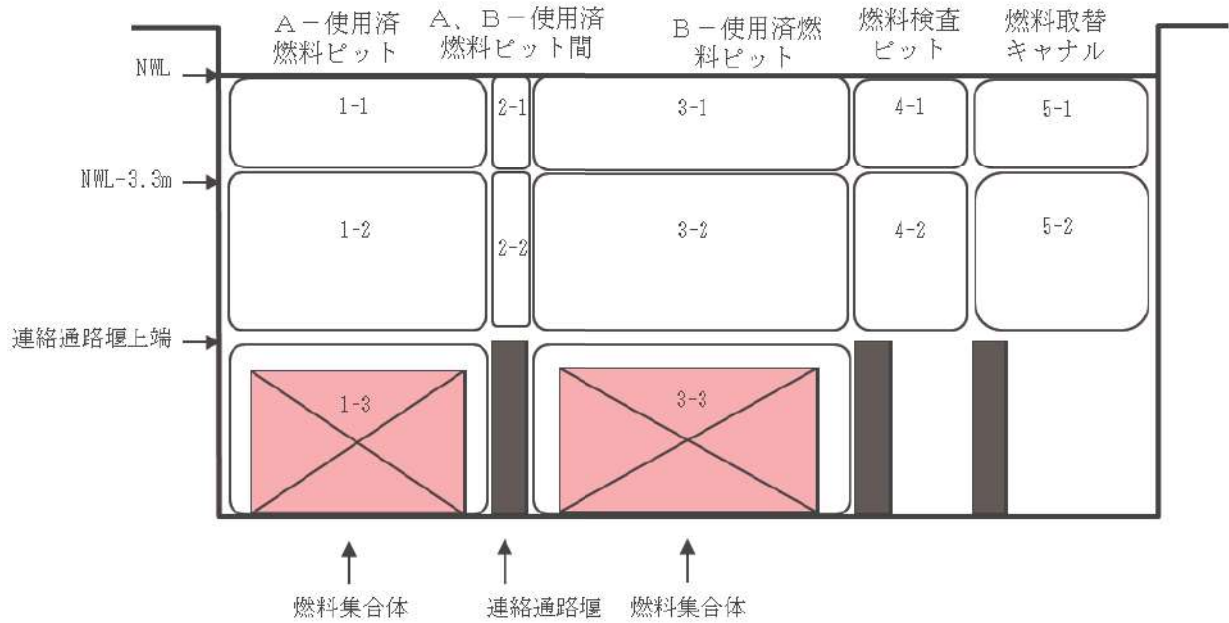 A－使用済
燃料ピット
A、B－使用済
燃料ピット間
B－使用済燃
料ピット
燃料検査
ピット
燃料取替
キャナル
NWL
1-1
2-1
3-1
4-1
5-1
NWL-3.3m
1-2
2-2
3-2
4-2
5-2
連絡通路堰上端
1-3
3-3
燃料集合体
連絡通路堰
燃料集合体